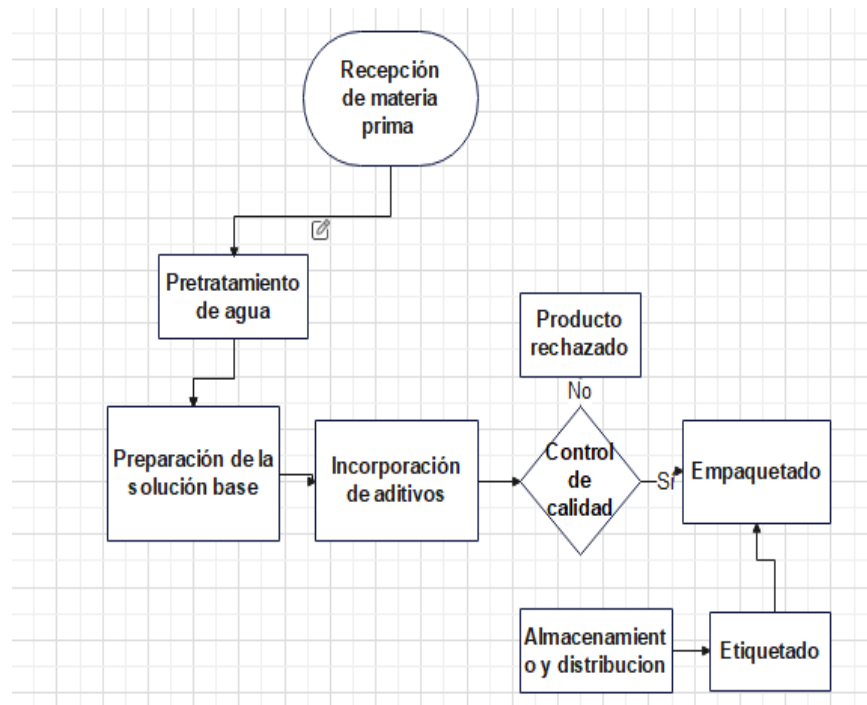 Recepción
de materia
prima
Pretratamiento
de agua
Producto
rechazado
No
Preparación de la
solución base
Incorporación
de aditivos
Control
de
calidad
Sí
Empaquetado
Almacenamient
o y distribucion
Etiquetado